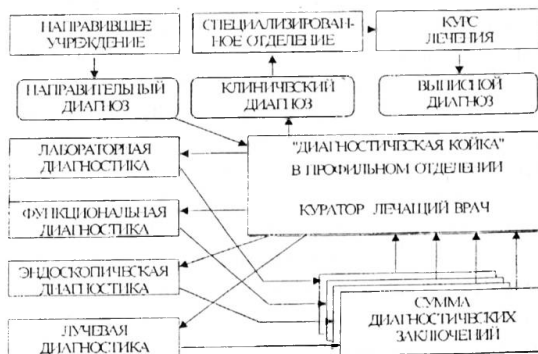 НАПРАВИВШЕЕ
УЧРЕЖДЕНИЕ
СПЕЦИАЛИЗИРОВАН-
НОЕ ОТДЕЛЕНИЕ
КУРС
ЛЕЧЕНИЯ
НАПРАВИТЕЛЬНЫЙ
ДИАГНОЗ
КЛИНИЧЕСКИЙ
ДИАГНОЗ
ВЫПИСНОЙ
ДИАГНОЗ
ЛАБОРАТОРНАЯ
ДИАГНОСТИКА
"ДИАГНОСТИЧЕСКАЯ КОЙКА"
В ПРОФИЛЬНОМ ОТДЕЛЕНИИ
КУРАТОР ЛЕЧАЩИЙ ВРАЧ
ФУНКЦИОНАЛЬНАЯ
ДИАГНОСТИКА
ЭНДОСКОПИЧЕСКАЯ
ДИАГНОСТИКА
ЛУЧЕВАЯ
ДИАГНОСТИКА
СУММА
ДИАГНОСТИЧЕСКИХ
ЗАКЛЮЧЕНИЙ